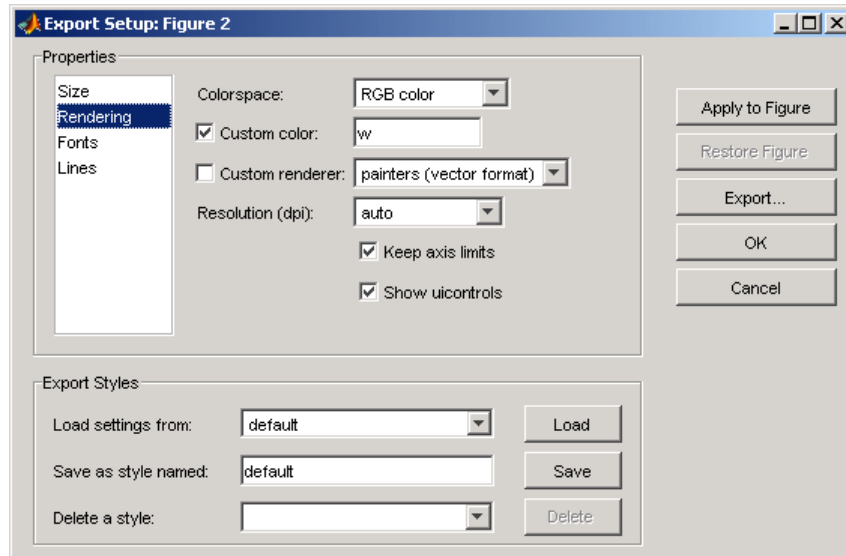 Export Setup: Figure 2
Properties
Size
Rendering
Fonts
Lines
Colorspace: RGB color
Custom color: w
Custom renderer: painters (vector format)
Resolution (dpi): auto
Keep axis limits
Show uicontrols
Apply to Figure
Restore Figure
Export...
OK
Cancel
Export Styles
Load settings from: default Load
Save as style named: default Save
Delete a style: Delete